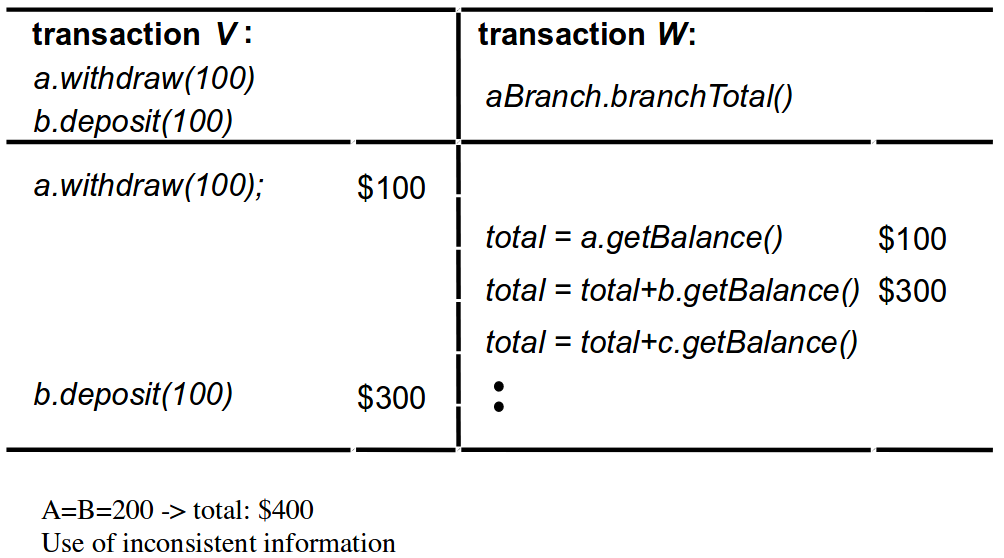 transaction V :
a.withdraw(100)
b.deposit(100)
transaction W:
aBranch.branchTotal()
a.withdraw(100); $100
total = a.getBalance() $100
total = total+b.getBalance() $300
total = total+c.getBalance()
b.deposit(100) $300
A=B=200 -> total: $400
Use of inconsistent information